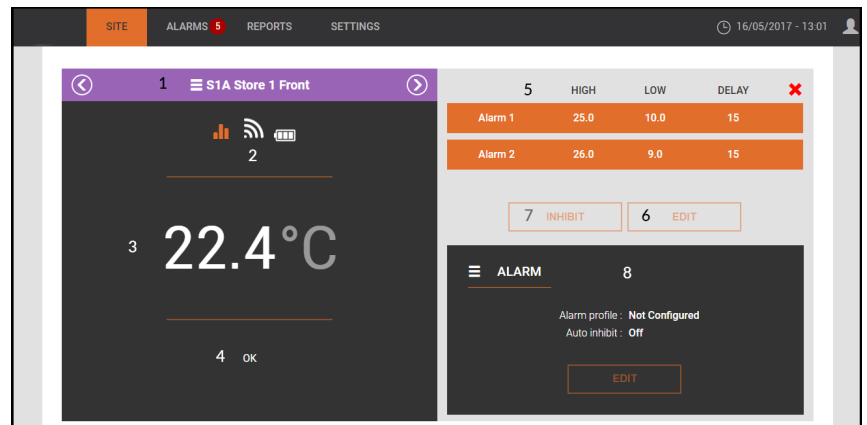 SITE ALARMS 5 REPORTS SETTINGS 16/05/2017 - 13:01
1 S1A Store 1 Front
2
3 22.4°C
4 OK
5 HIGH LOW DELAY
Alarm 1 25.0 10.0 15
Alarm 2 26.0 9.0 15
7 INHIBIT 6 EDIT
ALARM 8
Alarm profile : Not Configured
Auto inhibit : Off
EDIT